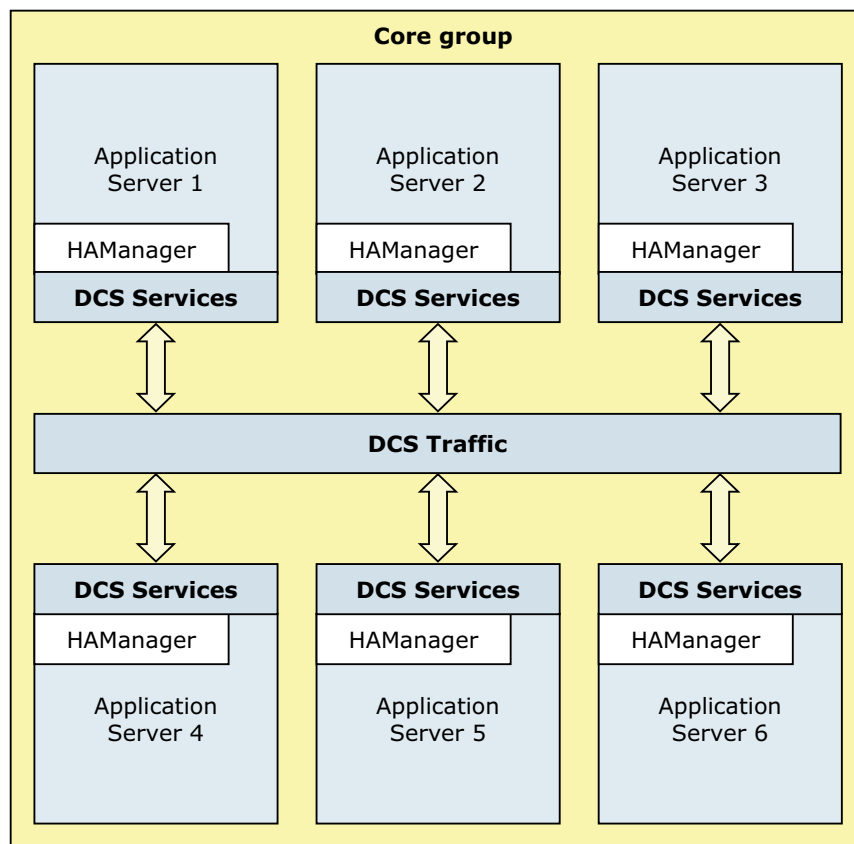 Core group
Application
Server 1
Application
Server 2
Application
Server 3
HAManager
HAManager
HAManager
DCS Services
DCS Services
DCS Services
DCS Traffic
DCS Services
DCS Services
DCS Services
HAManager
HAManager
HAManager
Application
Server 4
Application
Server 5
Application
Server 6